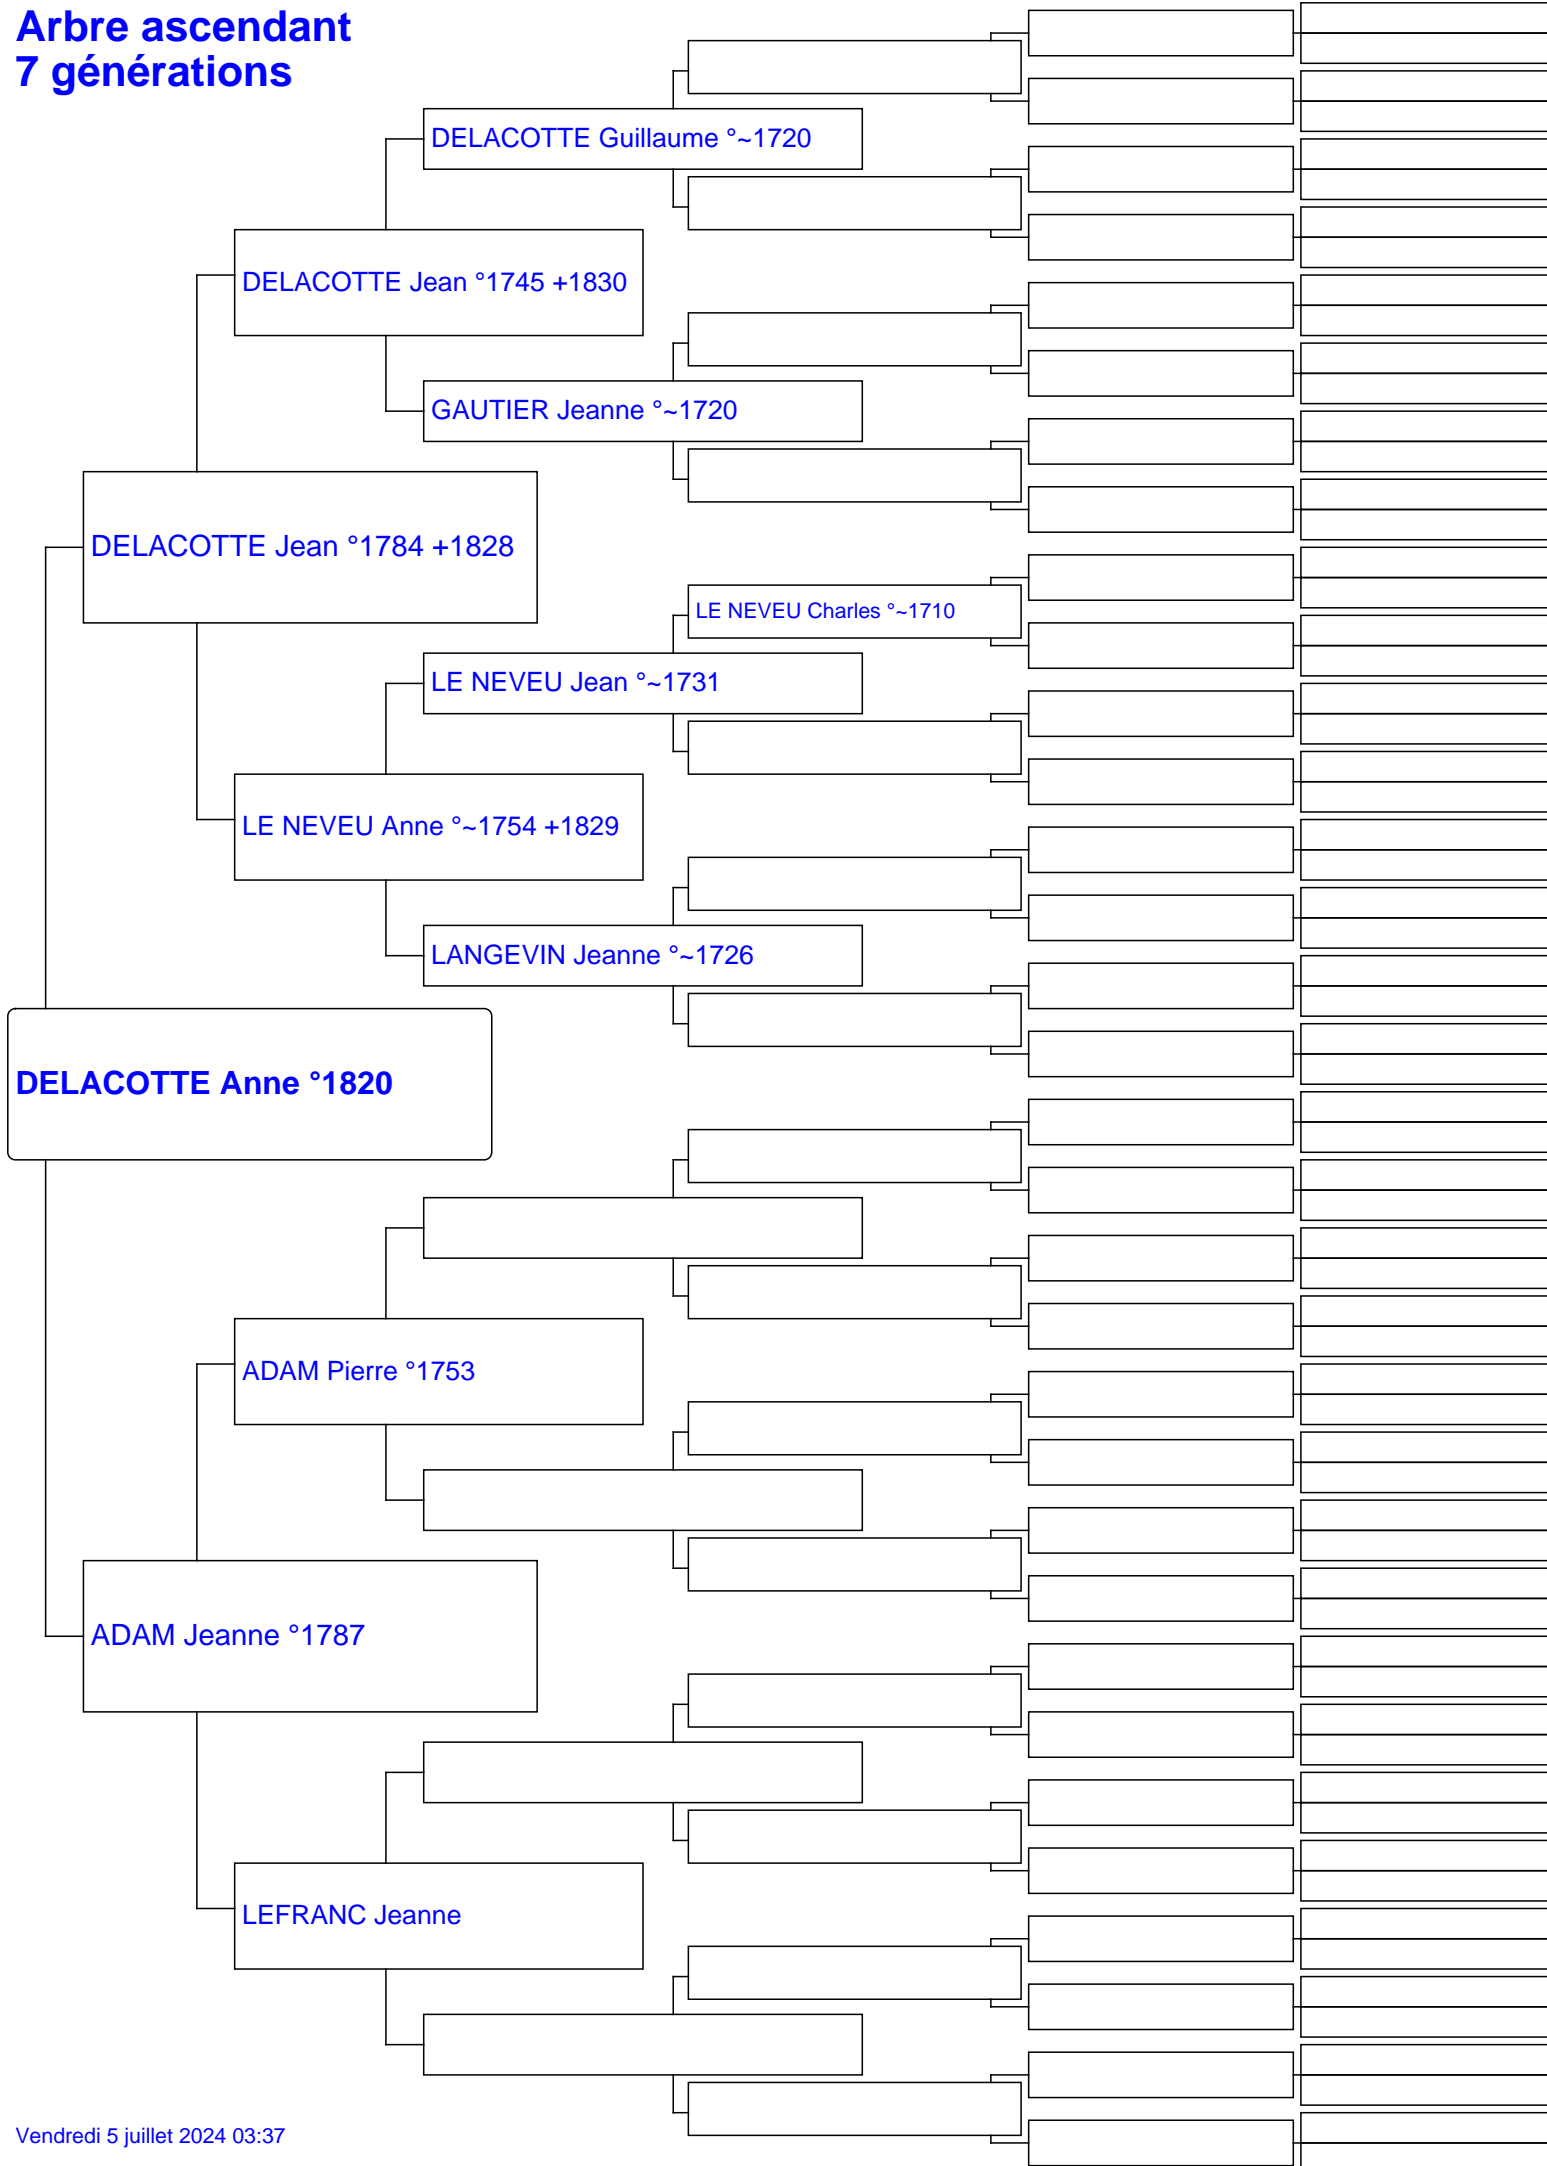 Arbre ascendant
7 générations
DELACOTTE Guillaume °~1720
DELACOTTE Jean °1745 +1830
GAUTIER Jeanne °~1720
DELACOTTE Jean °1784 +1828
LE NEVEU Charles °~1710
LE NEVEU Jean °~1731
LE NEVEU Anne °~1754 +1829
LANGEVIN Jeanne °~1726
DELACOTTE Anne °1820
ADAM Pierre °1753
ADAM Jeanne °1787
LEFRANC Jeanne
Vendredi 5 juillet 2024 03:37